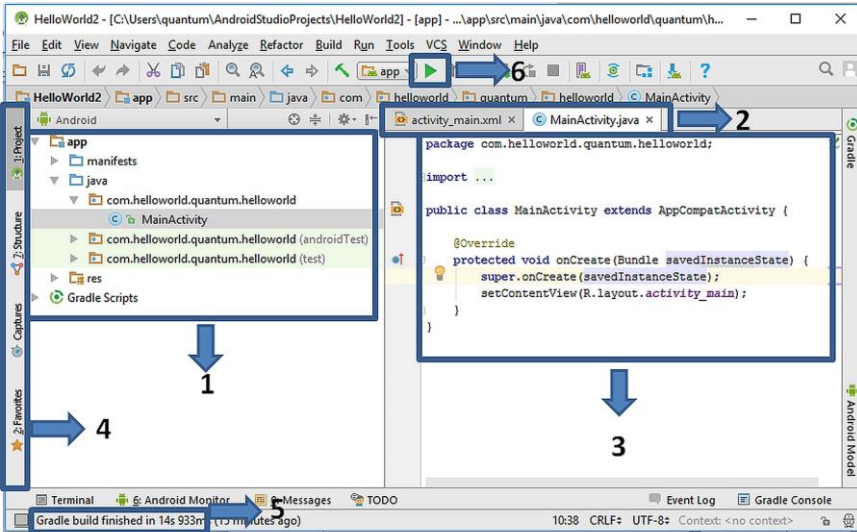 HelloWorld2 - [C:\Users\quantum\AndroidStudioProjects\HelloWorld2] - [app] - ...\app\src\main\java\com\helloworld\quantum\h...
File Edit View Navigate Code Analyze Refactor Build Run Tools VCS Window Help
app
6
HelloWorld2 app src main java com helloworld quantum helloworld MainActivity
Android
activity_main.xml MainActivity.java
2
1: Project
7: Structure
Captures
2: Favorites
app
manifests
java
com.helloworld.quantum.helloworld
MainActivity
com.helloworld.quantum.helloworld (androidTest)
com.helloworld.quantum.helloworld (test)
res
Gradle Scripts
1
4
package com.helloworld.quantum.helloworld;
import ...
public class MainActivity extends AppCompatActivity {
@Override
protected void onCreate(Bundle savedInstanceState) {
super.onCreate(savedInstanceState);
setContentView(R.layout.activity_main);
}
}
3
Gradle
Android Model
Terminal 6: Android Monitor Messages TODO
Event Log Gradle Console
5
Gradle build finished in 14s 933m (15 minutes ago)
10:38 CRLF UTF-8 Context: <no context>